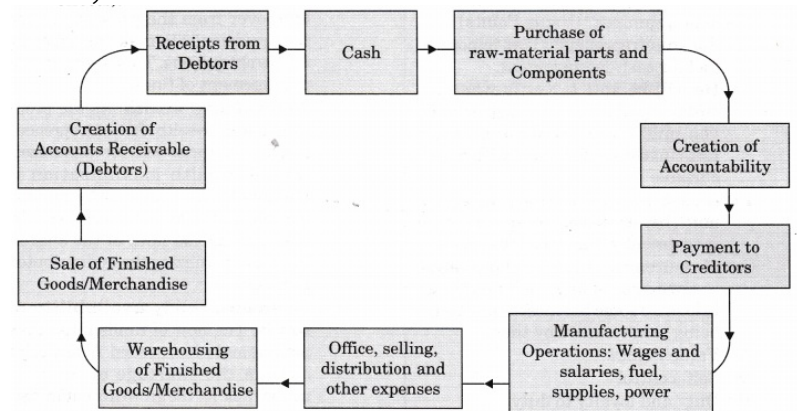 Receipts from
Debtors
Cash
Purchase of
raw-material parts and
Components
Creation of
Accountability
Payment to
Creditors
Manufacturing
Operations: Wages and
salaries, fuel,
supplies, power
Office, selling,
distribution and
other expenses
Warehousing
of Finished
Goods/Merchandise
Sale of Finished
Goods/Merchandise
Creation of
Accounts Receivable
(Debtors)